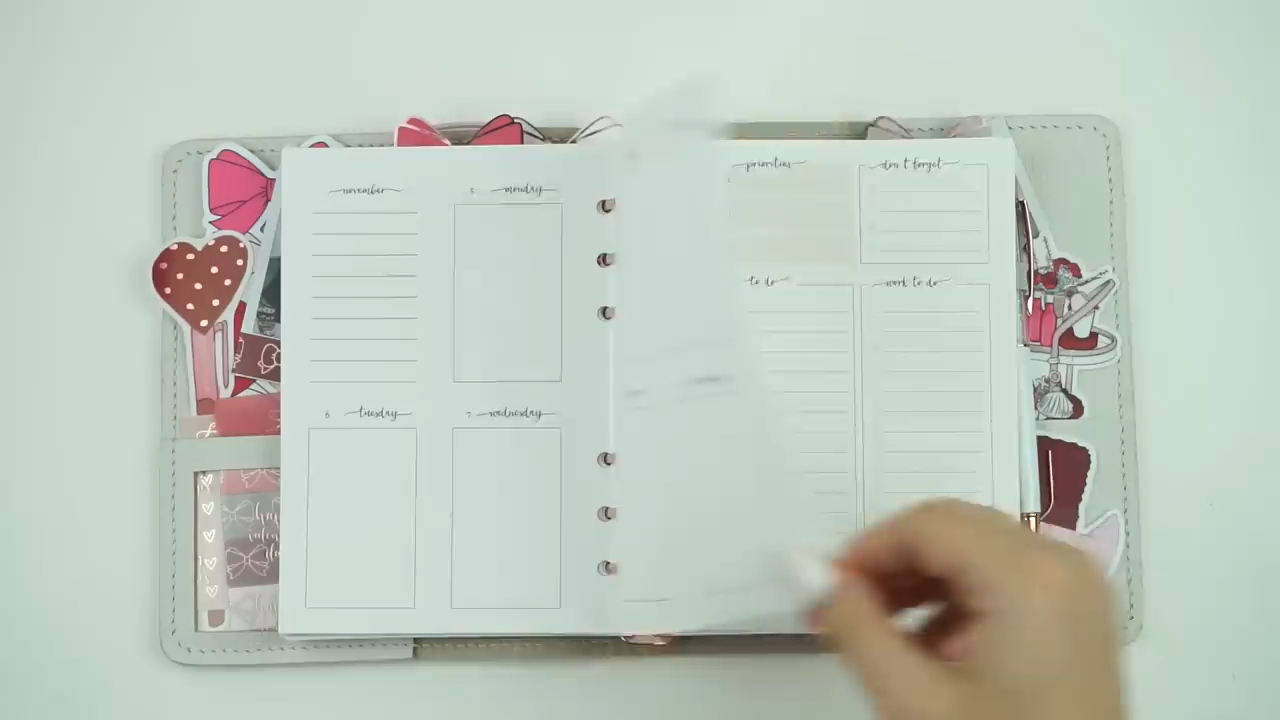 november
5 monday
6 tuesday
7 wednesday
priorities
don't forget
to do
work to do